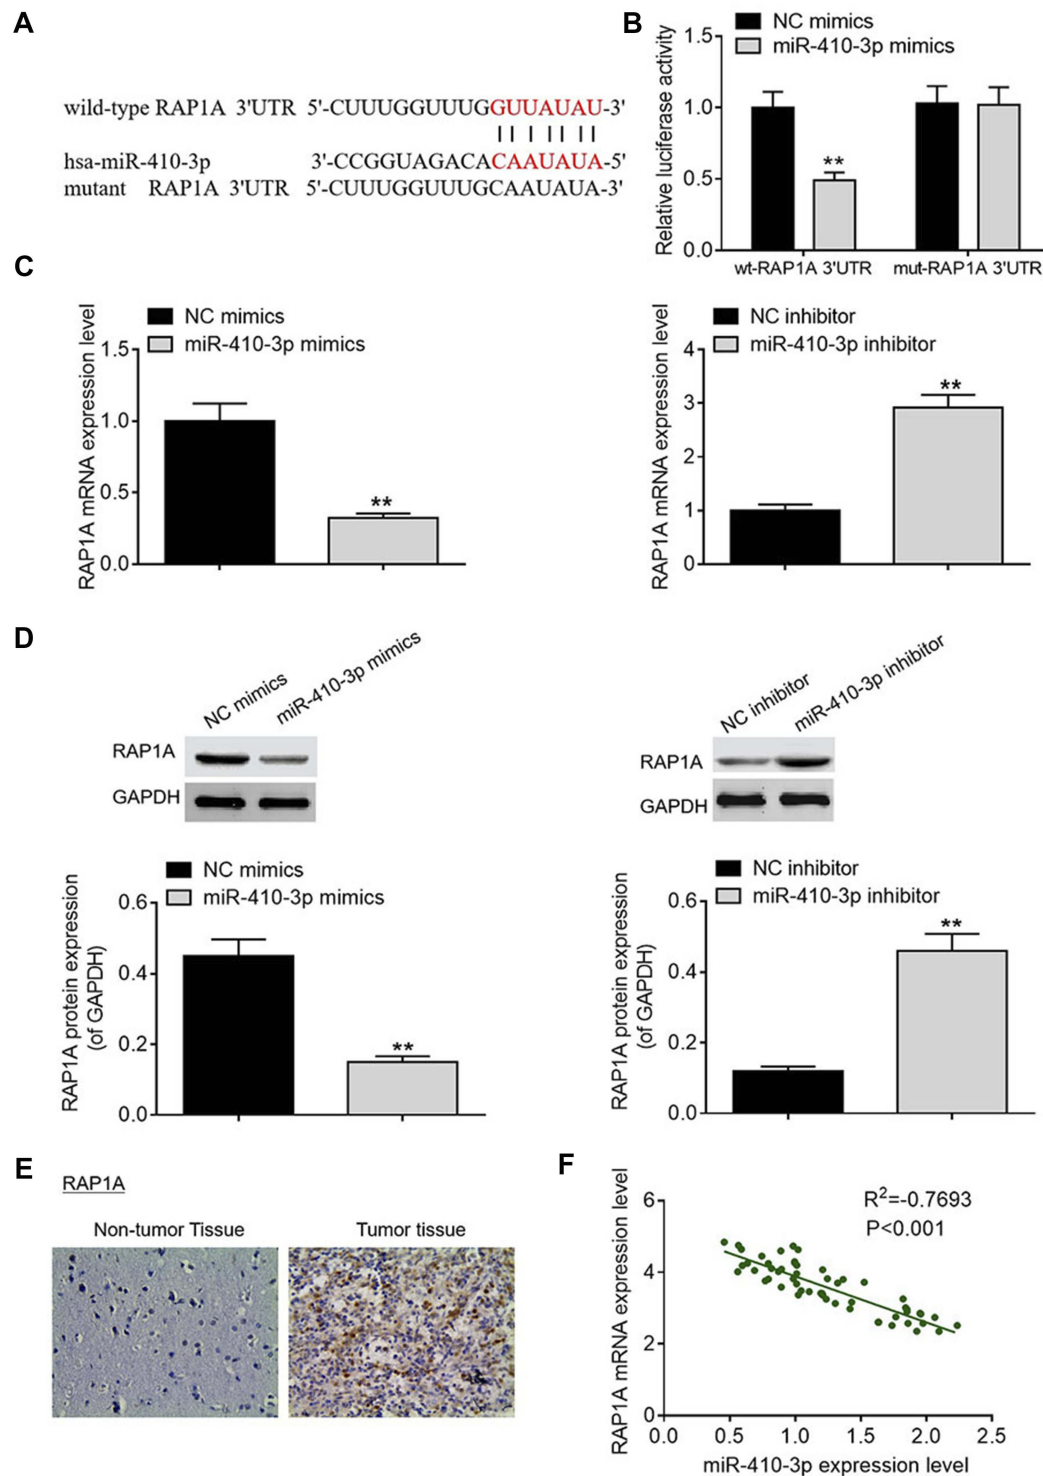 A
wild-type RAP1A 3'UTR 5'-CUUUGGUUUGGUUAUAU-3'
hsa-miR-410-3p 3'-CCGGUAGACACAAUAUA-5'
mutant RAP1A 3'UTR 5'-CUUUGGUUUGCAAUAUA-3'
B
NC mimics
miR-410-3p mimics
Relative luciferase activity
1.5
1.0
0.5
0.0
**
wt-RAP1A 3'UTR mut-RAP1A 3'UTR
C
NC mimics
miR-410-3p mimics
RAP1A mRNA expression level
1.5
1.0
0.5
0.0
**
NC inhibitor
miR-410-3p inhibitor
RAP1A mRNA expression level
4
3
2
1
0
**
D
NC mimics
miR-410-3p mimics
RAP1A
GAPDH
NC mimics
miR-410-3p mimics
RAP1A protein expression
(of GAPDH)
0.6
0.4
0.2
0.0
**
NC inhibitor
miR-410-3p inhibitor
RAP1A
GAPDH
NC inhibitor
miR-410-3p inhibitor
RAP1A protein expression
(of GAPDH)
0.6
0.4
0.2
0.0
**
E
RAP1A
Non-tumor Tissue
Tumor tissue
F
R2=-0.7693
P<0.001
RAP1A mRNA expression level
6
4
2
0
0.0 0.5 1.0 1.5 2.0 2.5
miR-410-3p expression level